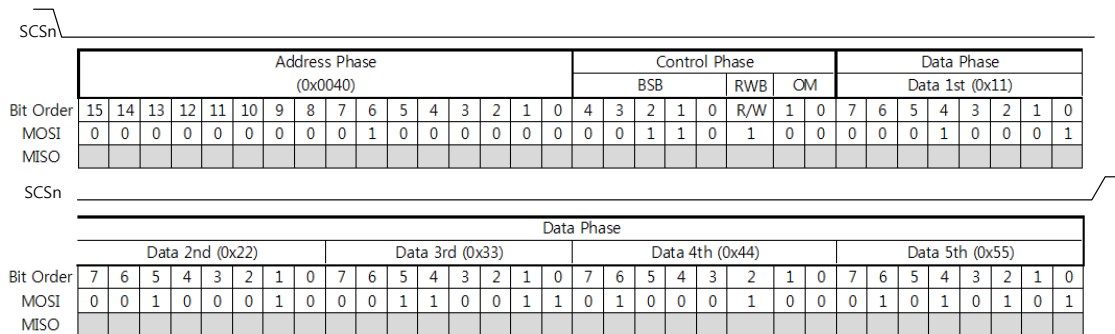 SCSn
Address Phase Control Phase Data Phase
(0x0040) BSB RWB OM Data 1st (0x11)
Bit Order 15 14 13 12 11 10 9 8 7 6 5 4 3 2 1 0 4 3 2 1 0 R/W 1 0 7 6 5 4 3 2 1 0
MOSI 0 0 0 0 0 0 0 0 0 1 0 0 0 0 0 0 0 0 1 1 0 1 0 0 0 0 0 1 0 0 0 1
MISO
SCSn
Data Phase
Data 2nd (0x22) Data 3rd (0x33) Data 4th (0x44) Data 5th (0x55)
Bit Order 7 6 5 4 3 2 1 0 7 6 5 4 3 2 1 0 7 6 5 4 3 2 1 0 7 6 5 4 3 2 1 0
MOSI 0 0 1 0 0 0 1 0 0 0 1 1 0 0 1 1 0 1 0 0 0 1 0 0 0 1 0 1 0 1 0 1
MISO